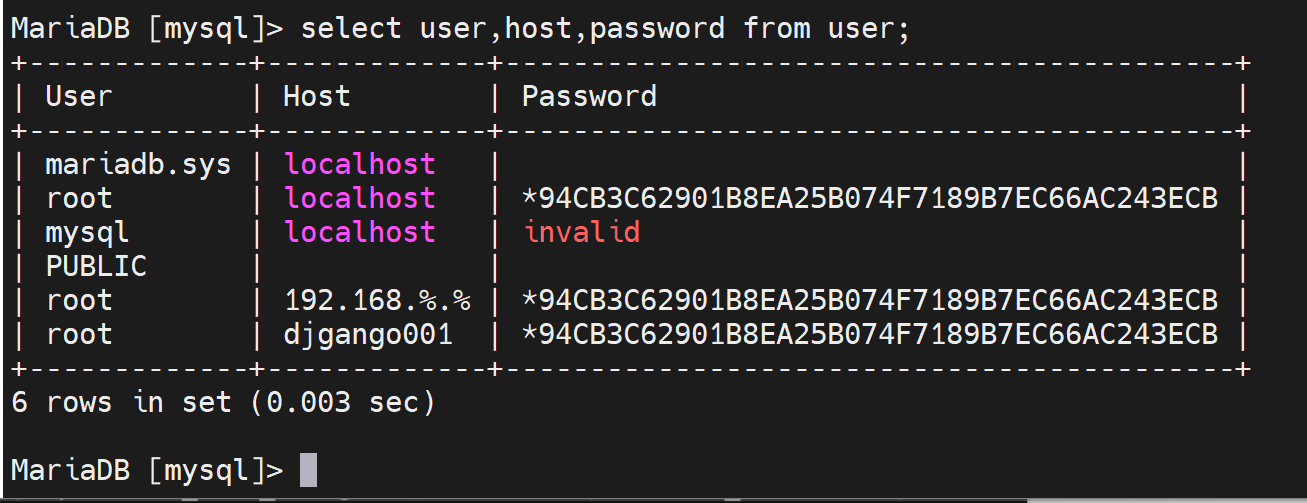 MariaDB [mysql]> select user,host,password from user;
+-------------+-------------+-------------------------------------------+
| User        | Host        | Password                                  |
+-------------+-------------+-------------------------------------------+
| mariadb.sys | localhost   |                                           |
| root        | localhost   | *94CB3C62901B8EA25B074F7189B7EC66AC243ECB |
| mysql       | localhost   | invalid                                   |
| PUBLIC      |             |                                           |
| root        | 192.168.%.% | *94CB3C62901B8EA25B074F7189B7EC66AC243ECB |
| root        | djgango001  | *94CB3C62901B8EA25B074F7189B7EC66AC243ECB |
+-------------+-------------+-------------------------------------------+
6 rows in set (0.003 sec)
MariaDB [mysql]>